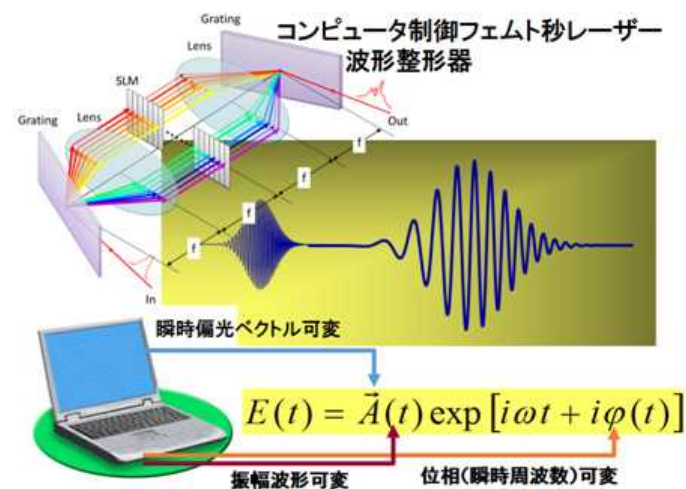 コンピュータ制御フェムト秒レーザー
波形整形器
Grating
Lens
SLM
Lens
Grating
Out
In
f
f
f
f
瞬時偏光ベクトル可変
E(t) = A⃗(t) exp[iωt + iφ(t)]
振幅波形可変
位相(瞬時周波数)可変